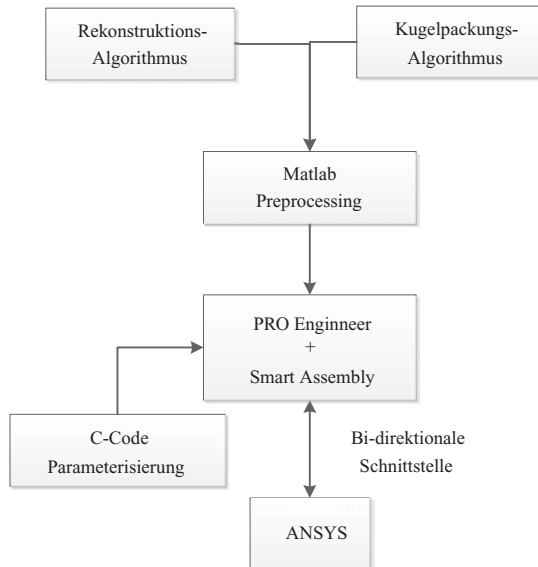 Rekonstruktions-
Algorithmus
Kugelpackungs-
Algorithmus
Matlab
Preprocessing
PRO Enginneer
+
Smart Assembly
C-Code
Parameterisierung
Bi-direktionale
Schnittstelle
ANSYS